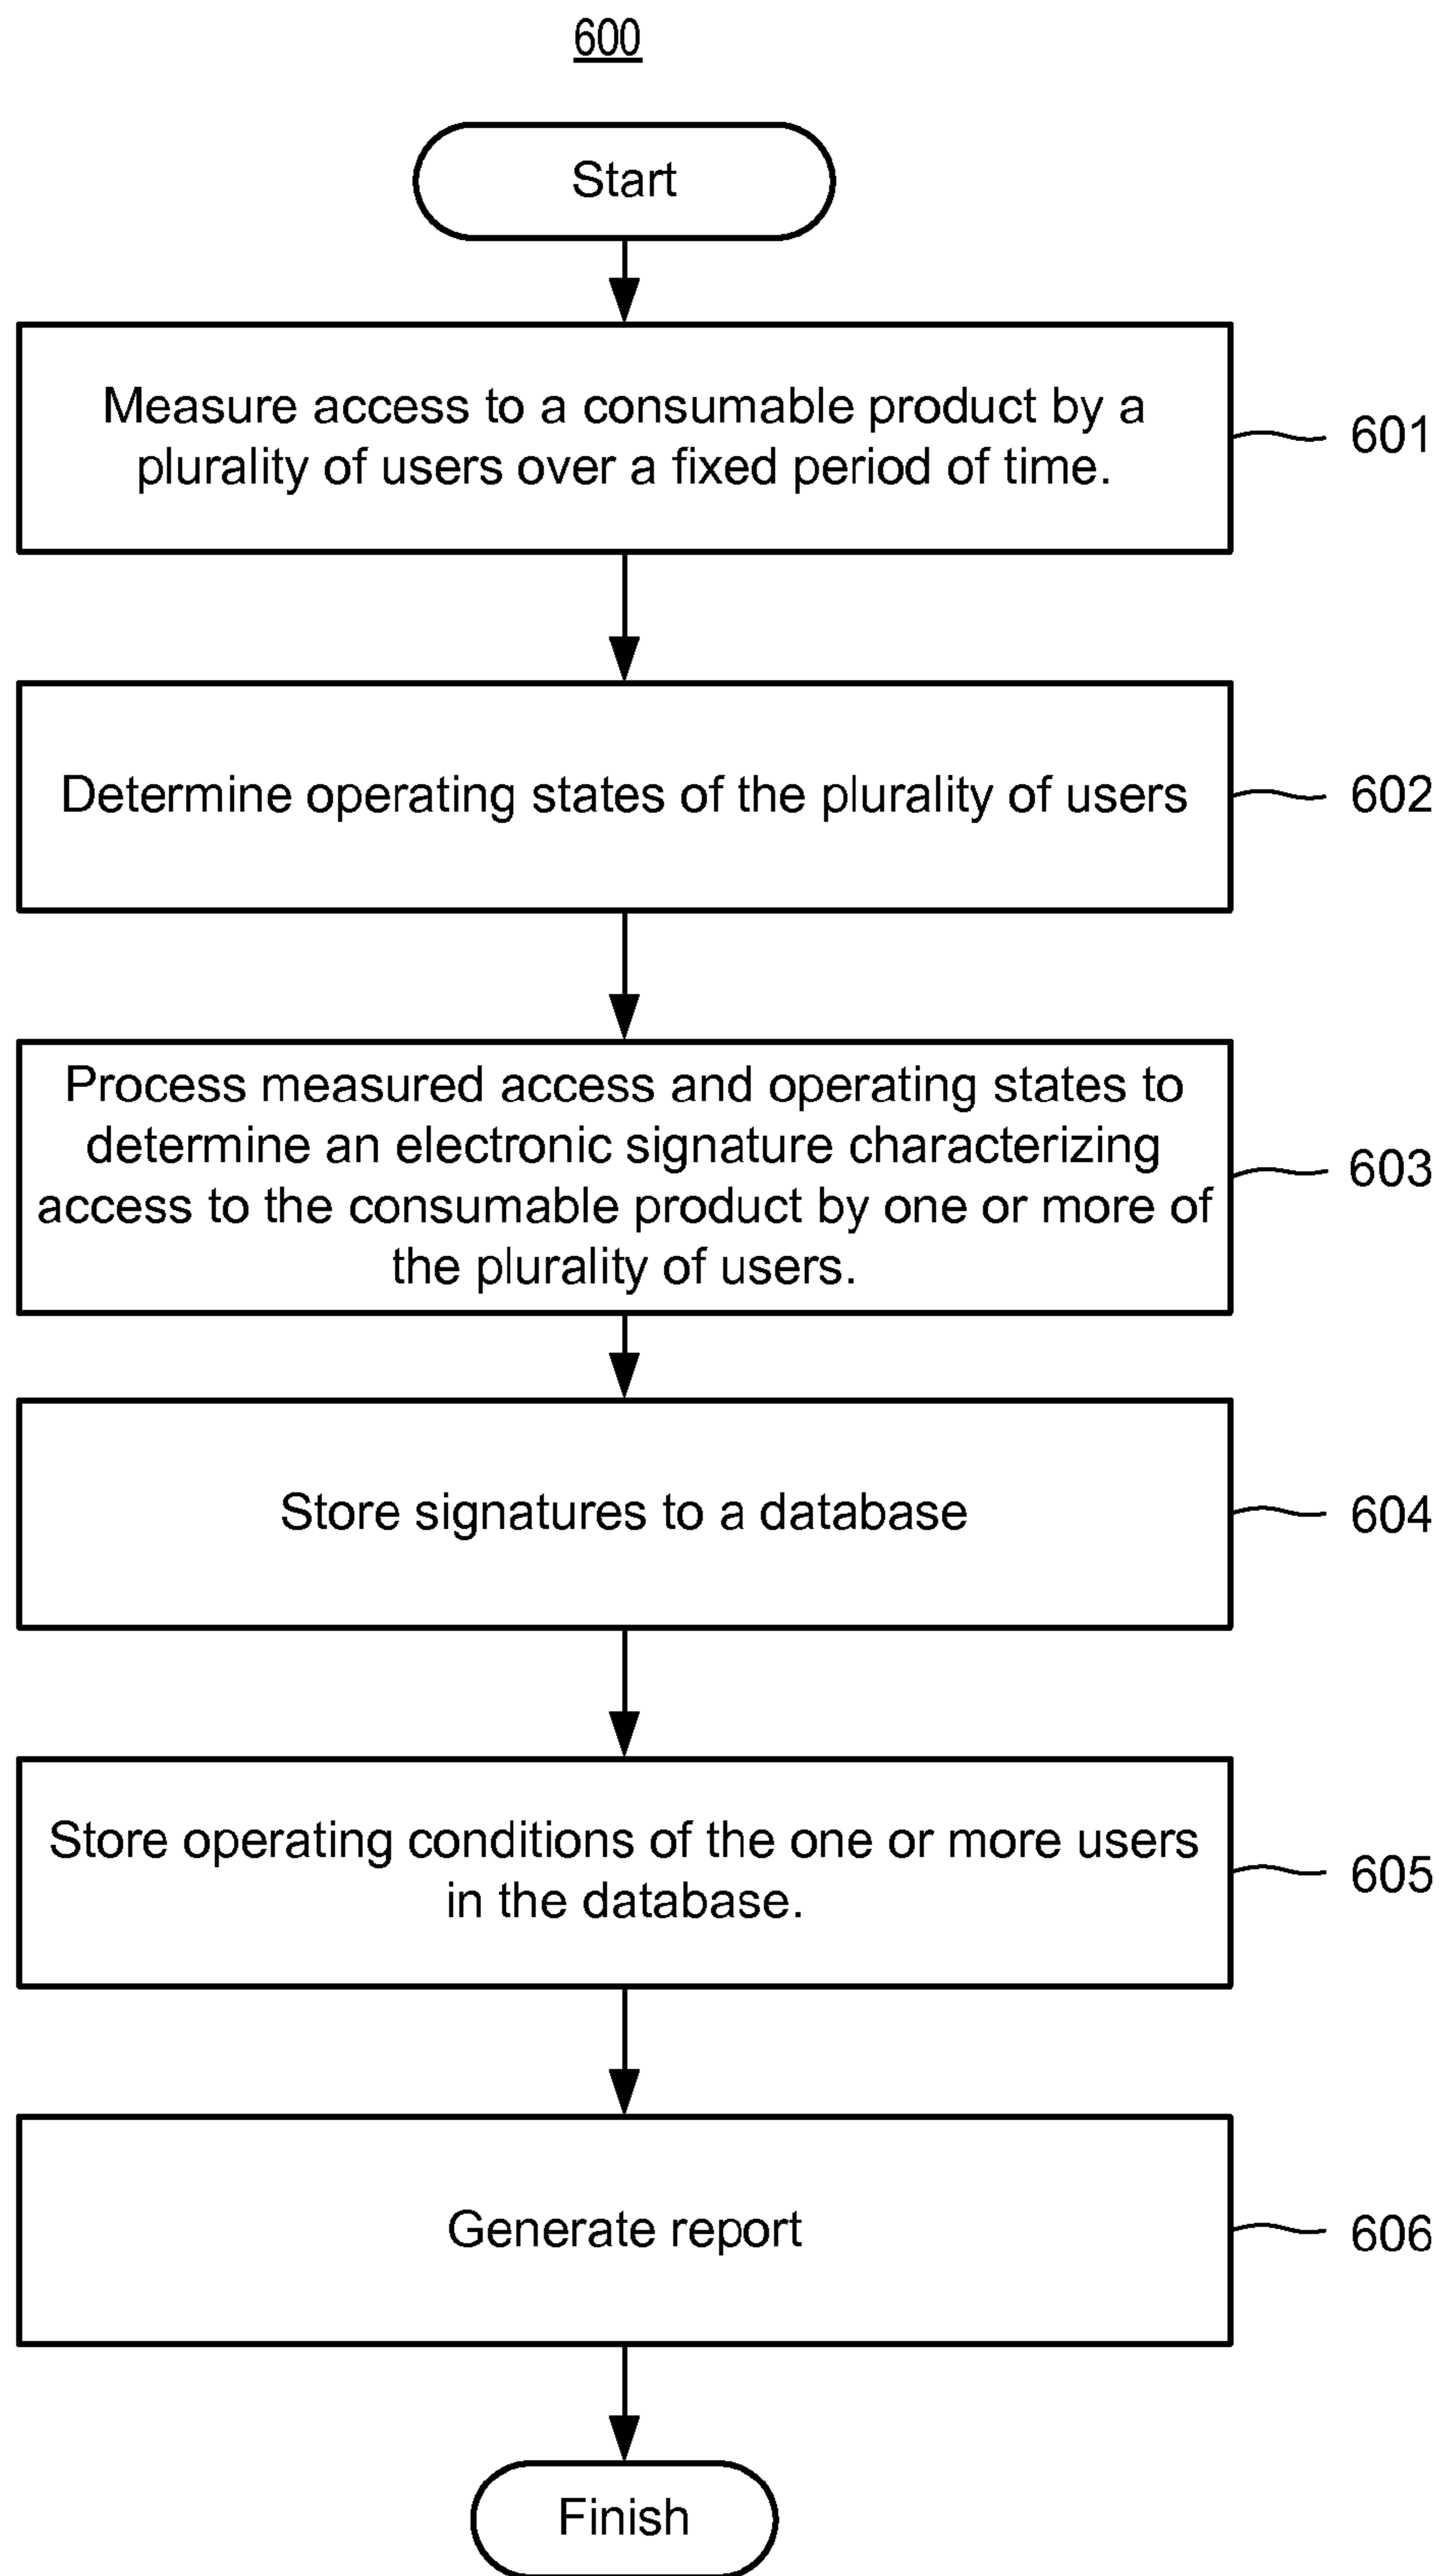 600
Start
Measure access to a consumable product by a
plurality of users over a fixed period of time.
601
Determine operating states of the plurality of users
602
Process measured access and operating states to
determine an electronic signature characterizing
access to the consumable product by one or more of
the plurality of users.
603
Store signatures to a database
604
Store operating conditions of the one or more users
in the database.
605
Generate report
606
Finish